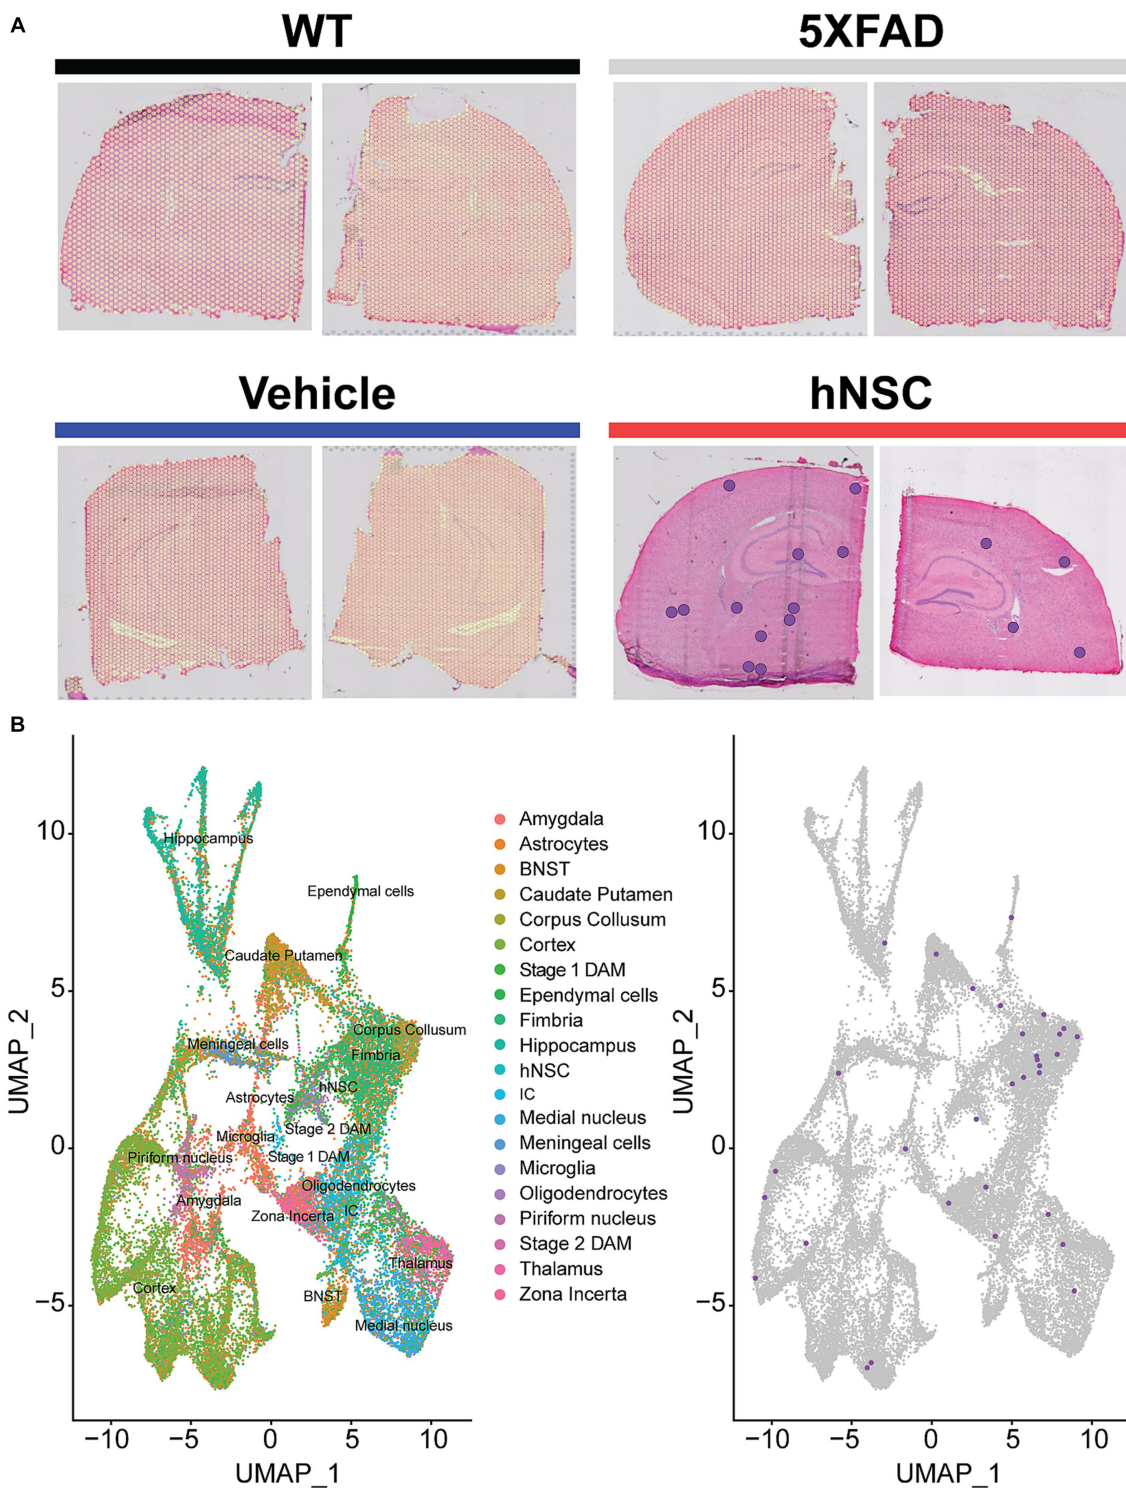 A
WT
5XFAD
Vehicle
hNSC
B
UMAP_2
10
5
0
−5
−10
−5
0
5
10
UMAP_1
Hippocampus
Ependymal cells
Caudate Putamen
Corpus Collusum
Meningeal cells
Fimbria
hNSC
Astrocytes
Stage 2 DAM
Microglia
Piriform nucleus
Stage 1 DAM
Oligodendrocytes
Amygdala
IC
Zona Incerta
Thalamus
Cortex
BNST
Medial nucleus
Amygdala
Astrocytes
BNST
Caudate Putamen
Corpus Collusum
Cortex
Stage 1 DAM
Ependymal cells
Fimbria
Hippocampus
hNSC
IC
Medial nucleus
Meningeal cells
Microglia
Oligodendrocytes
Piriform nucleus
Stage 2 DAM
Thalamus
Zona Incerta
UMAP_2
10
5
0
−5
−10
−5
0
5
10
UMAP_1